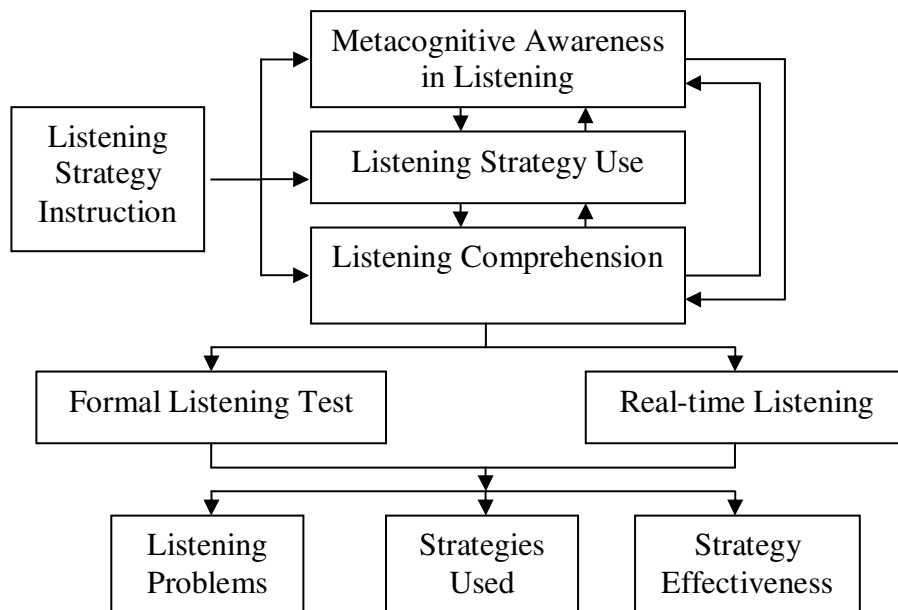 Metacognitive Awareness
in Listening
Listening
Strategy
Instruction
Listening Strategy Use
Listening Comprehension
Formal Listening Test
Real-time Listening
Listening
Problems
Strategies
Used
Strategy
Effectiveness